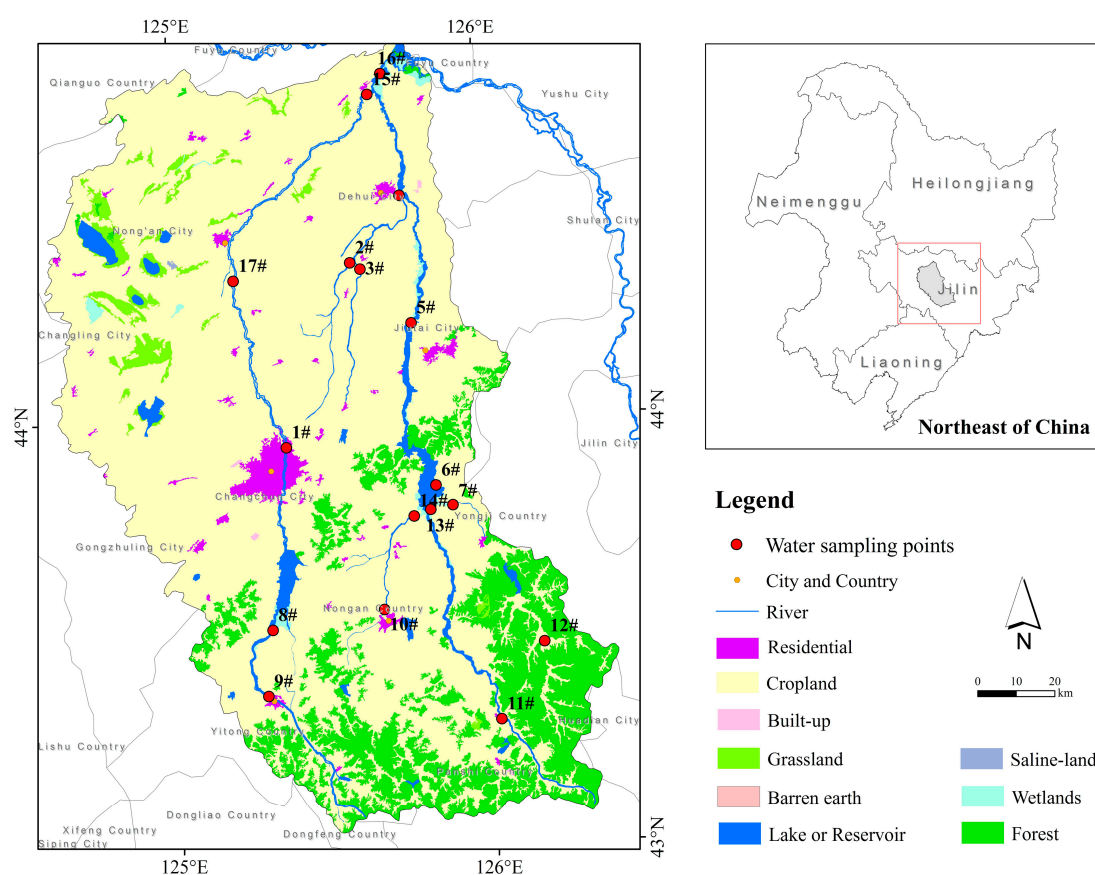 125°E
126°E
Fuyu Country
16#
Fuyu Country
15#
Qianguo Country
Yushu City
Dehui City
Shulan City
Nong'an City
2#
3#
17#
5#
Jiutai City
Changling City
44°N
44°N
1#
Jilin City
6#
7#
Changchun City
14#
13#
Yongji Country
Gongzhuling City
8#
Nongan Country
10#
12#
9#
11#
Huadian City
Yitong Country
Lishu Country
Panshi Country
Dongliao Country
Xifeng Country
Dongfeng Country
Siping City
43°N
125°E
126°E
Heilongjiang
Neimenggu
Jilin
Liaoning
Northeast of China
Legend
Water sampling points
City and Country
River
Residential
Cropland
Built-up
Grassland
Barren earth
Lake or Reservoir
Saline-land
Wetlands
Forest
N
0 10 20
km